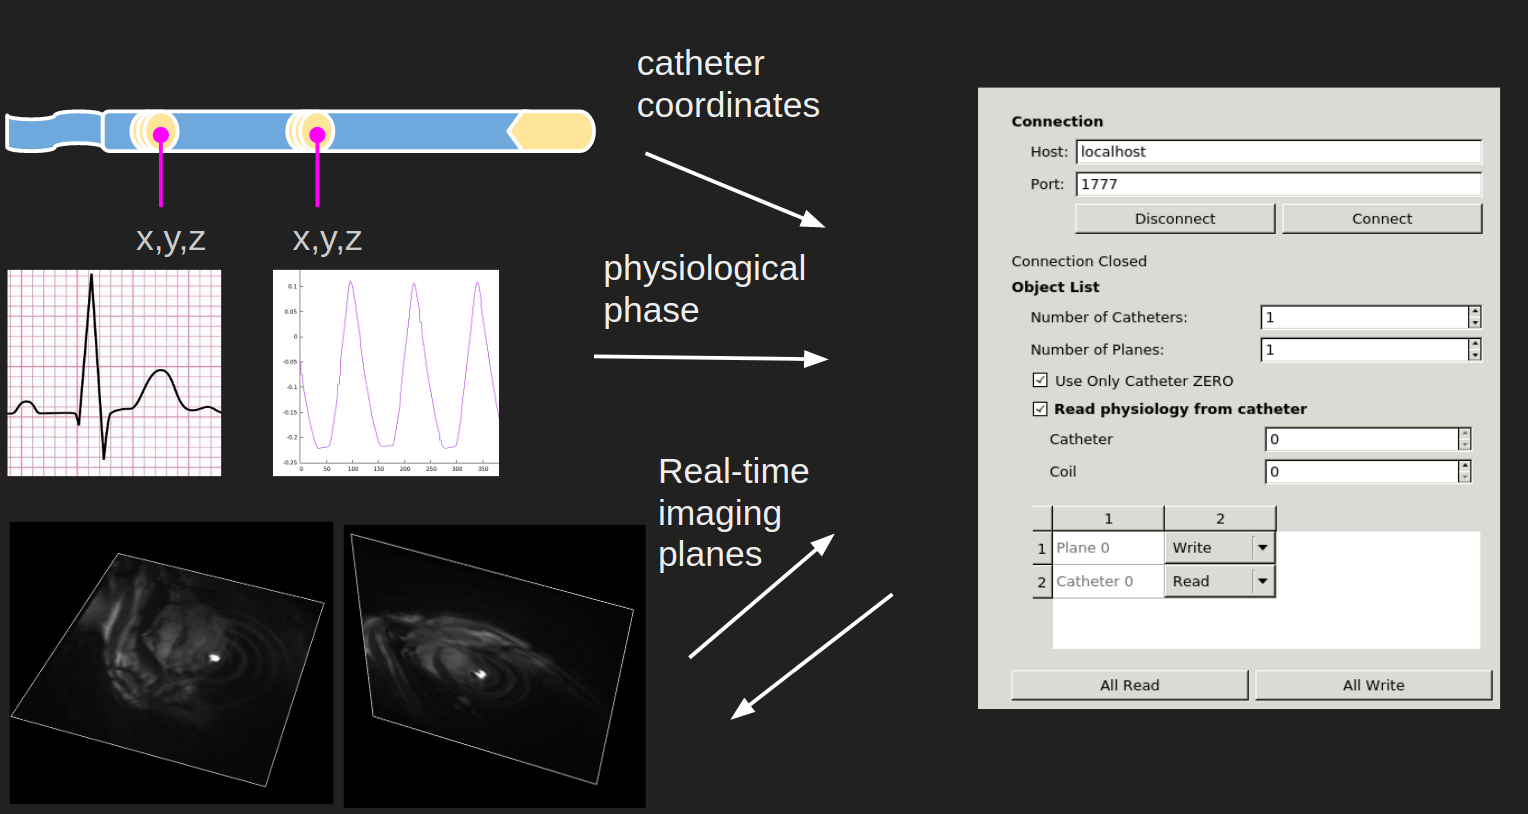 catheter
coordinates
x,y,z
x,y,z
physiological
phase
0.1
0.05
0
-0.05
-0.1
-0.15
-0.2
-0.25
0 50 100 150 200 250 300 350
Real-time
imaging
planes
Connection
Host: localhost
Port: 1777
Disconnect Connect
Connection Closed
Object List
Number of Catheters: 1
Number of Planes: 1
Use Only Catheter ZERO
Read physiology from catheter
Catheter 0
Coil 0
1 2
1 Plane 0 Write
2 Catheter 0 Read
All Read All Write